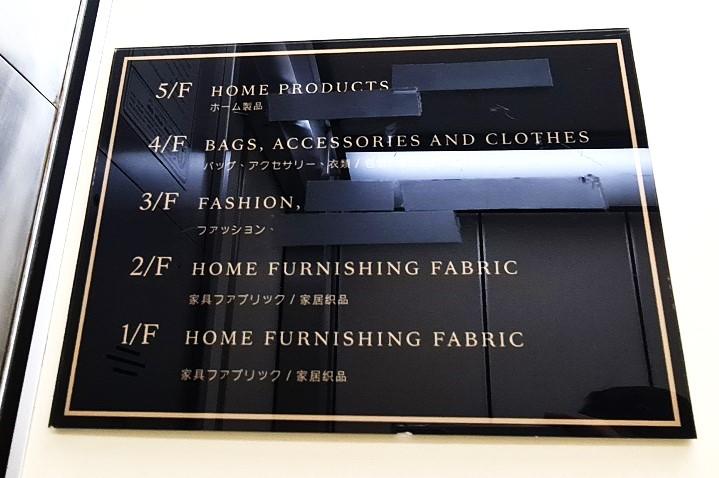 5/F HOME PRODUCTS
ホーム製品
4/F BAGS, ACCESSORIES AND CLOTHES
バッグ、アクセサリー、衣類 /
3/F FASHION,
ファッション、
2/F HOME FURNISHING FABRIC
家具ファブリック / 家居织品
1/F HOME FURNISHING FABRIC
家具ファブリック / 家居织品